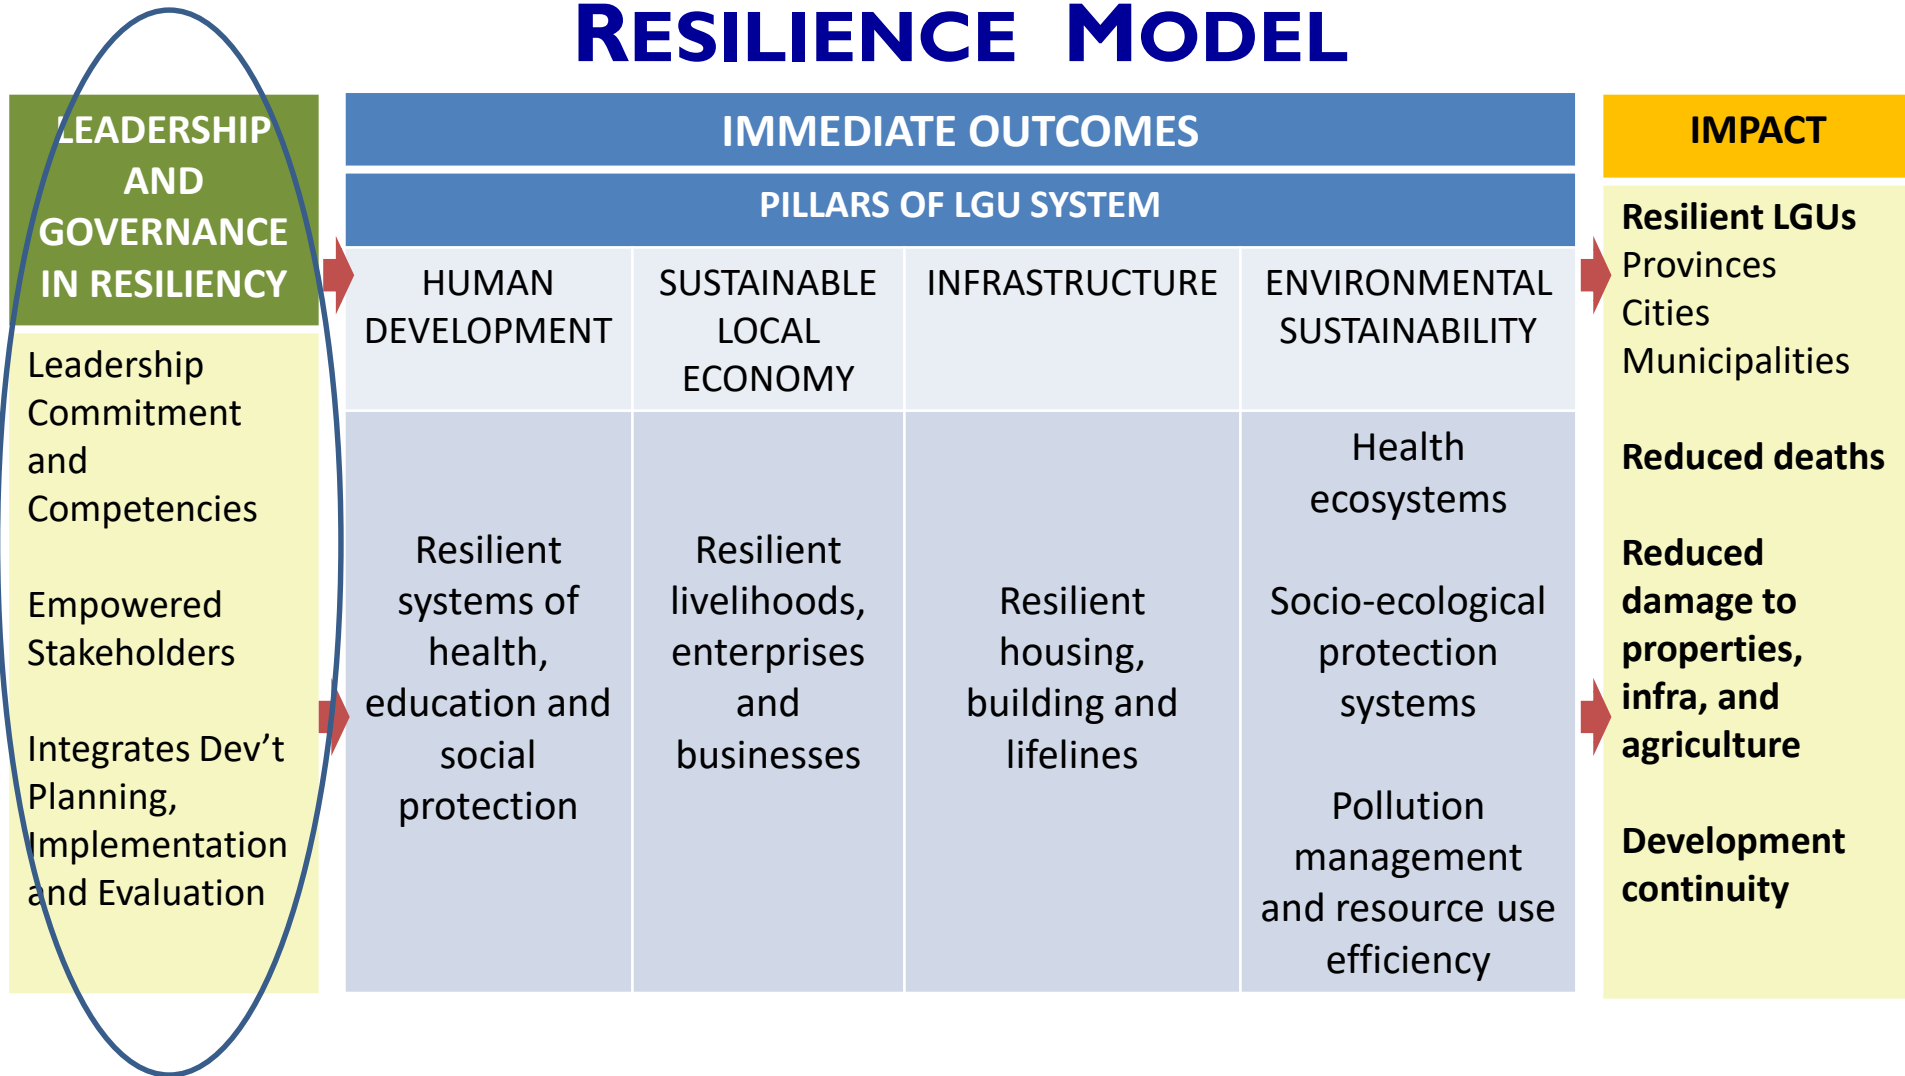 RESILIENCE MODEL
LEADERSHIP
AND
GOVERNANCE
IN RESILIENCY
Leadership
Commitment
and
Competencies
Empowered
Stakeholders
Integrates Dev’t
Planning,
Implementation
and Evaluation
IMMEDIATE OUTCOMES
PILLARS OF LGU SYSTEM
HUMAN
DEVELOPMENT
Resilient
systems of
health,
education and
social
protection
SUSTAINABLE
LOCAL
ECONOMY
Resilient
livelihoods,
enterprises
and
businesses
INFRASTRUCTURE
Resilient
housing,
building and
lifelines
ENVIRONMENTAL
SUSTAINABILITY
Health
ecosystems
Socio-ecological
protection
systems
Pollution
management
and resource use
efficiency
IMPACT
Resilient LGUs
Provinces
Cities
Municipalities
Reduced deaths
Reduced
damage to
properties,
infra, and
agriculture
Development
continuity